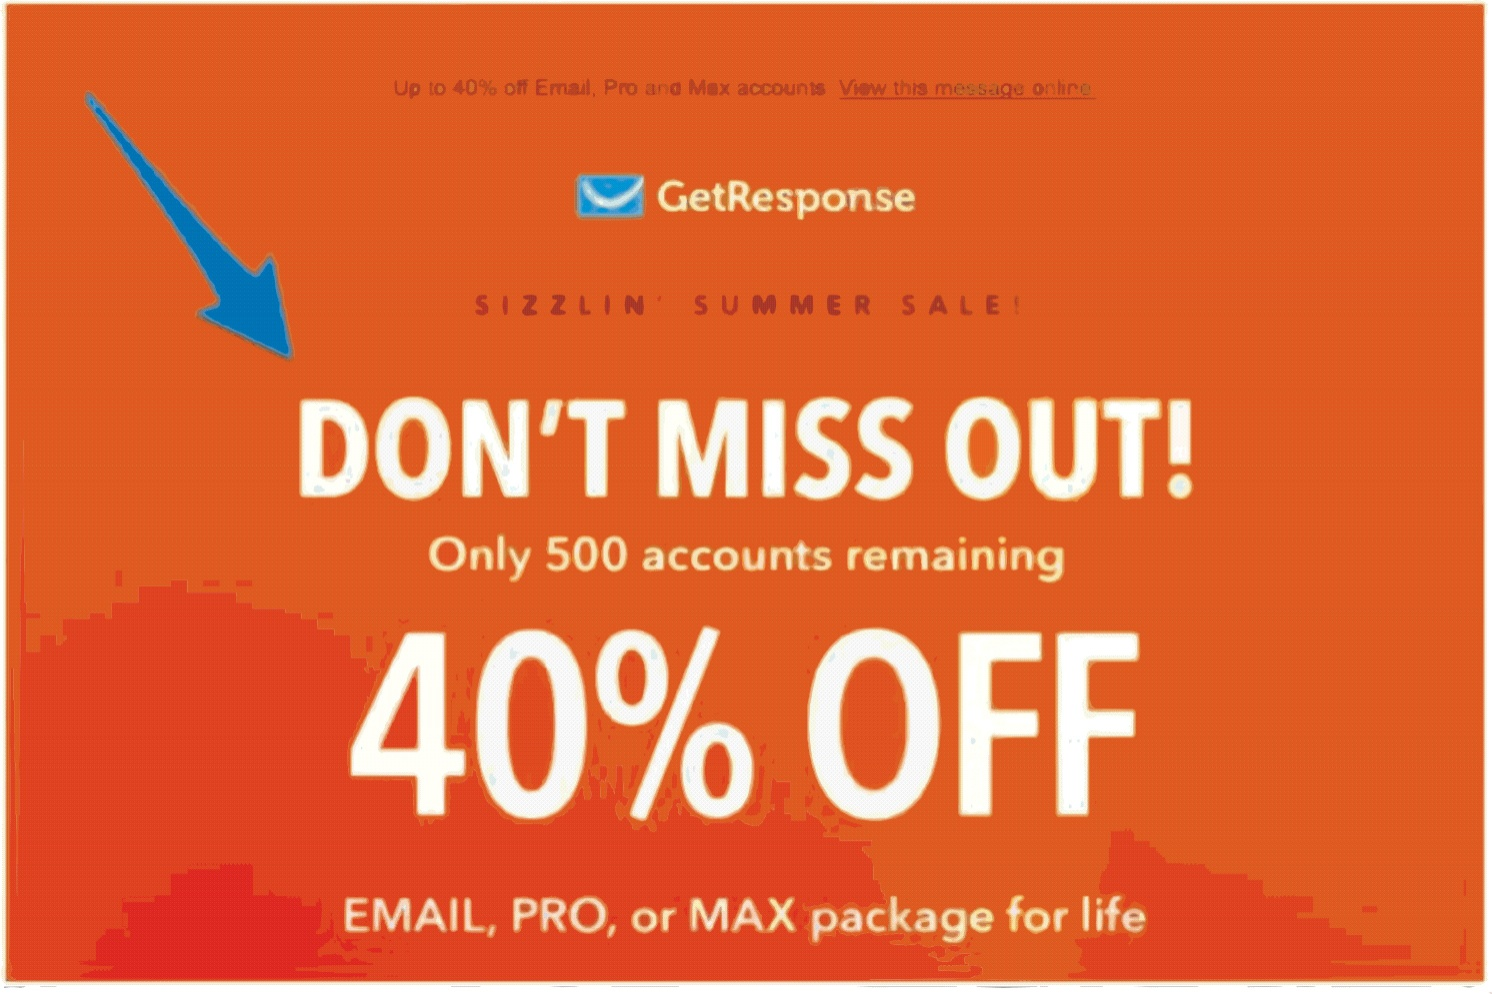 Up to 40% off Email, Pro and Max accounts View this message online
GetResponse
SIZZLIN' SUMMER SALE!
DON'T MISS OUT!
Only 500 accounts remaining
40% OFF
EMAIL, PRO, or MAX package for life